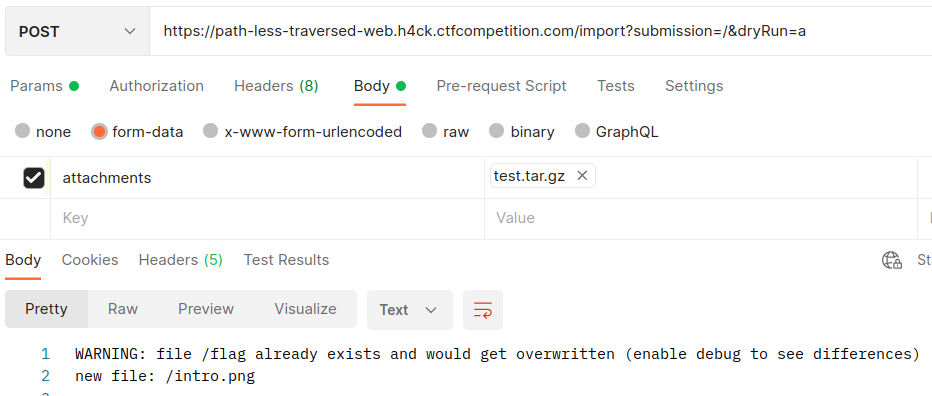 POST https://path-less-traversed-web.h4ck.ctfcompetition.com/import?submission=/&dryRun=a
Params Authorization Headers (8) Body Pre-request Script Tests Settings
none form-data x-www-form-urlencoded raw binary GraphQL
attachments test.tar.gz
Key Value
Body Cookies Headers (5) Test Results
Pretty Raw Preview Visualize Text
1 WARNING: file /flag already exists and would get overwritten (enable debug to see differences)
2 new file: /intro.png